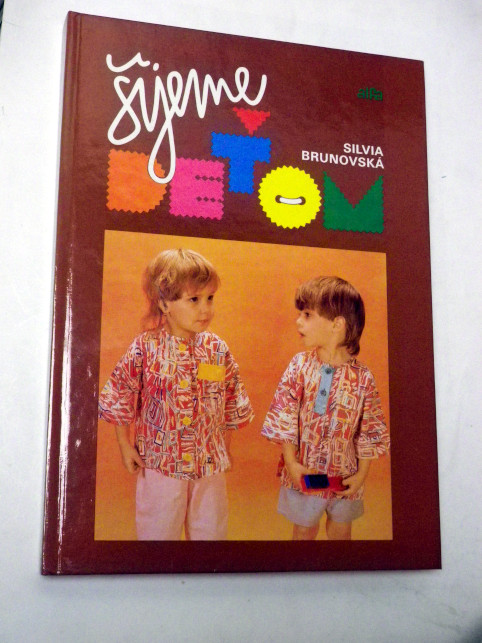 šijeme
alfa
DEŤOM
SILVIA
BRUNOVSKÁ